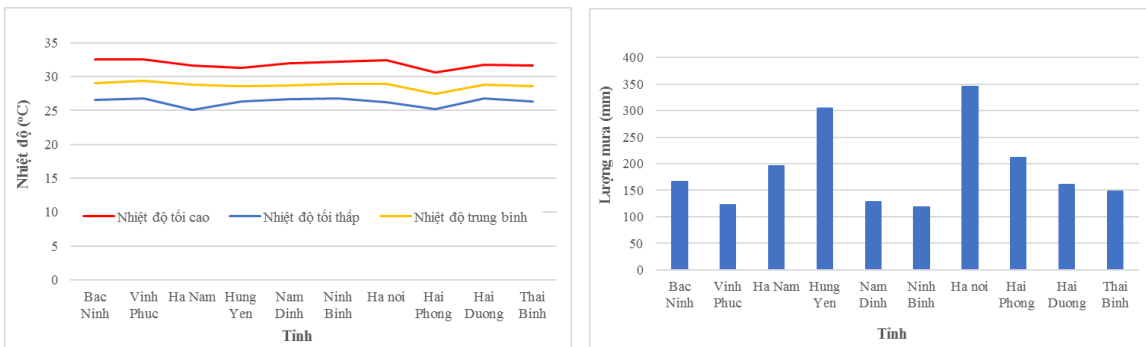 35
30
25
20
15
10
5
0
Nhiệt độ (°C)
Nhiệt độ tối cao
Nhiệt độ tối thấp
Nhiệt độ trung bình
Bac Ninh
Vinh Phuc
Ha Nam
Hung Yen
Nam Dinh
Ninh Binh
Ha noi
Hai Phong
Hai Duong
Thai Binh
Tỉnh
400
350
300
250
200
150
100
50
0
Lượng mưa (mm)
Bac Ninh
Vinh Phuc
Ha Nam
Hung Yen
Nam Dinh
Ninh Binh
Ha noi
Hai Phong
Hai Duong
Thai Binh
Tỉnh